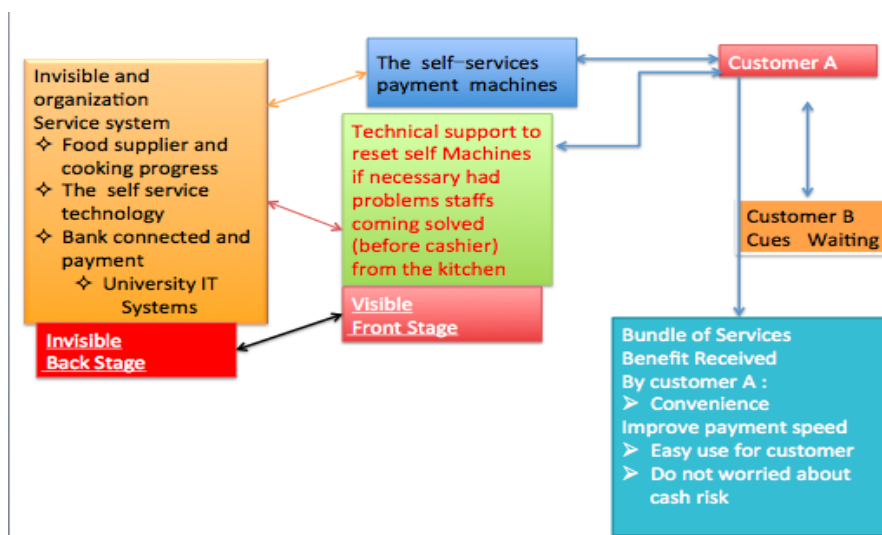 Invisible and
organization
Service system
✧ Food supplier and
cooking progress
✧ The self service
technology
✧ Bank connected and
payment
✧ University IT
Systems
Invisible
Back Stage
The self-services
payment machines
Technical support to
reset self Machines
if necessary had
problems staffs
coming solved
(before cashier)
from the kitchen
Visible
Front Stage
Customer A
Customer B
Cues Waiting
Bundle of Services
Benefit Received
By customer A :
➢ Convenience
Improve payment speed
➢ Easy use for customer
➢ Do not worried about
cash risk